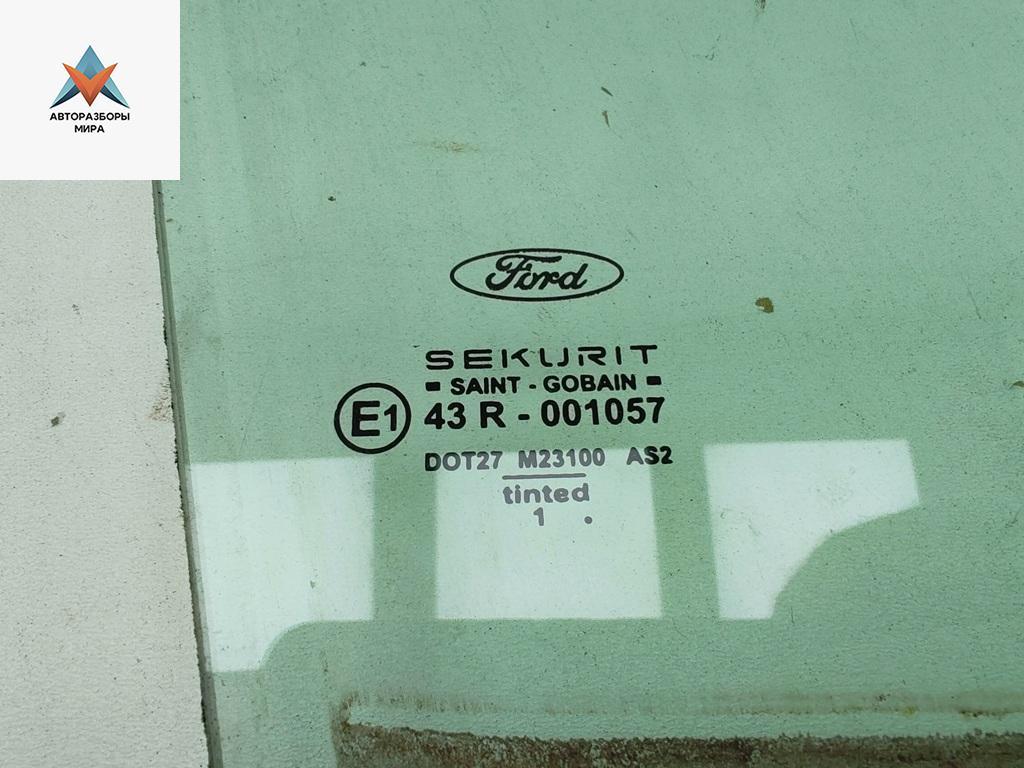 АВТОРАЗБОРЫ
МИРА
Ford
SEKURIT
SAINT - GOBAIN
E1 43 R - 001057
DOT27 M23100 AS2
tinted
1 .